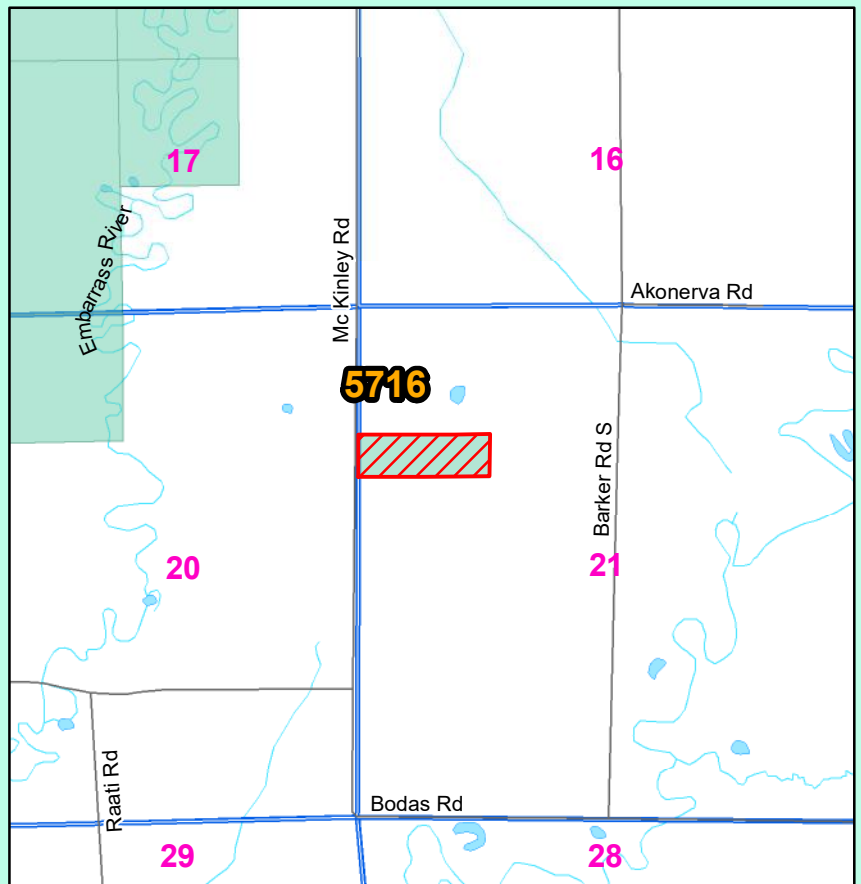 17
16
Embarrass River
Mc Kinley Rd
Akonerva Rd
5716
Barker Rd S
20
21
Raati Rd
Bodas Rd
29
28